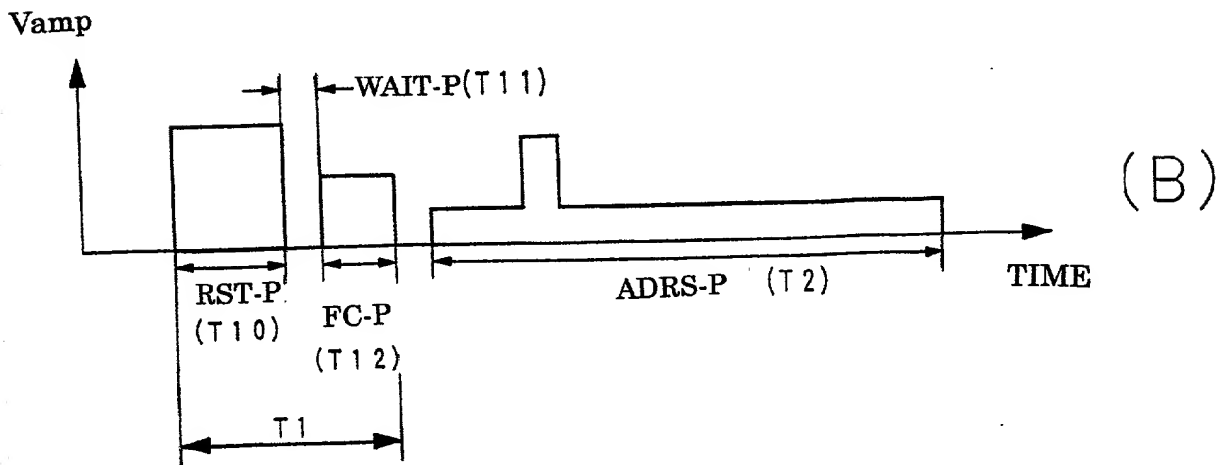 Vamp
WAIT-P(T11)
(B)
RST-P
(T10)
FC-P
(T12)
ADRS-P (T2)
TIME
T1